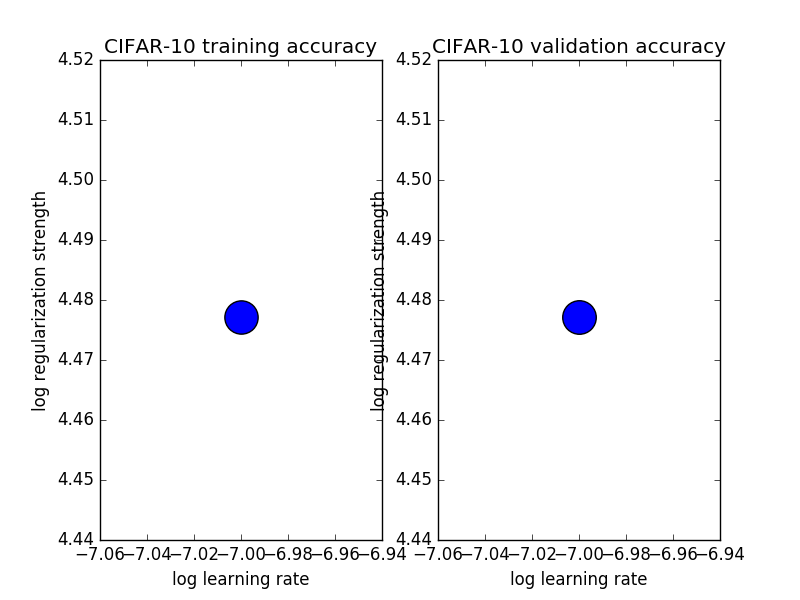 CIFAR-10 training accuracy
CIFAR-10 validation accuracy
4.52
4.51
4.50
4.49
4.48
4.47
4.46
4.45
4.44
log regularization strength
−7.06 −7.04 −7.02 −7.00 −6.98 −6.96 −6.94
log learning rate
4.52
4.51
4.50
4.49
4.48
4.47
4.46
4.45
4.44
log regularization strength
−7.06 −7.04 −7.02 −7.00 −6.98 −6.96 −6.94
log learning rate